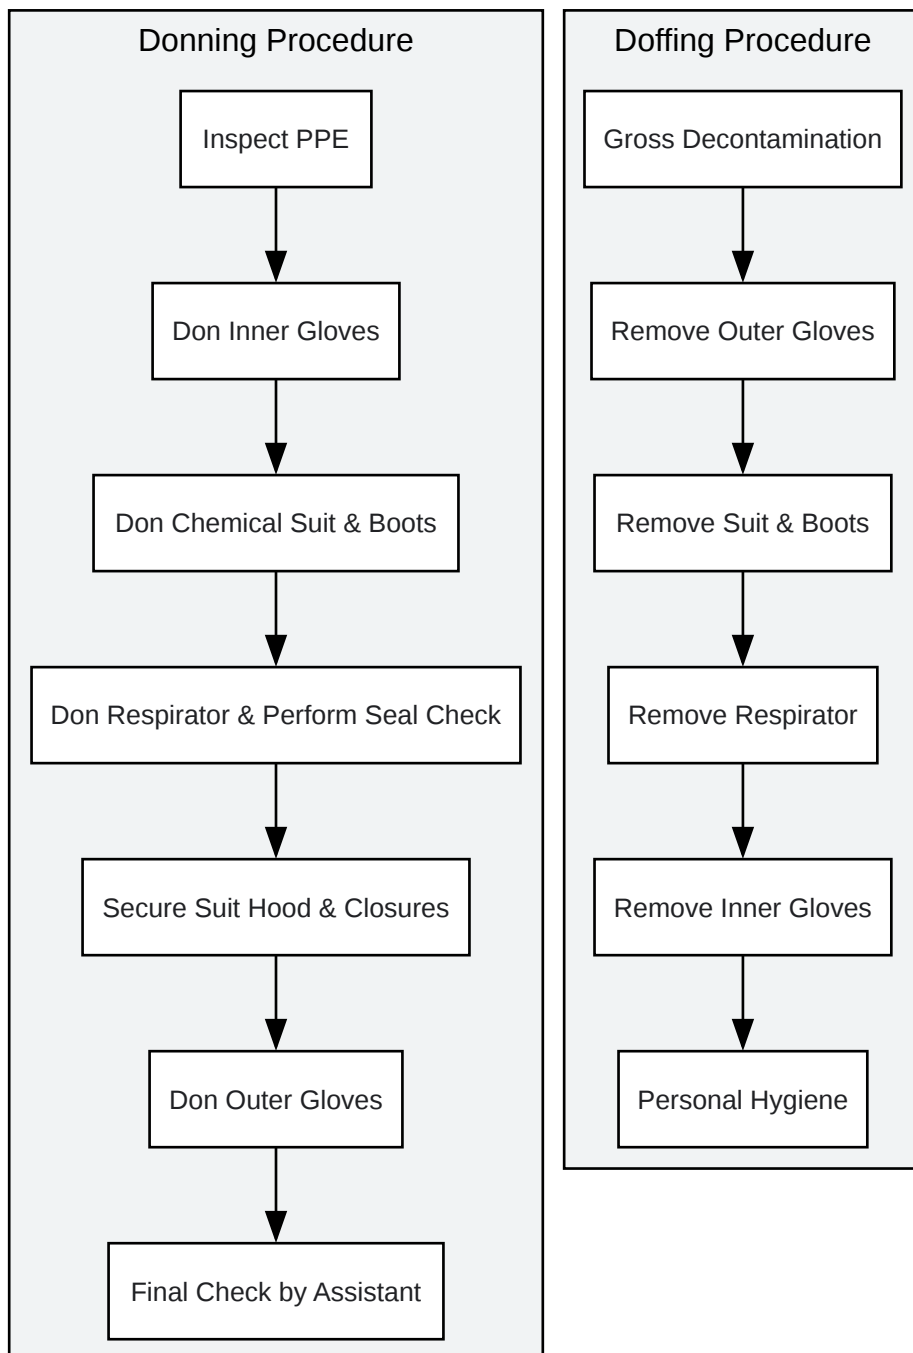 Donning Procedure
Inspect PPE
Don Inner Gloves
Don Chemical Suit & Boots
Don Respirator & Perform Seal Check
Secure Suit Hood & Closures
Don Outer Gloves
Final Check by Assistant
Doffing Procedure
Gross Decontamination
Remove Outer Gloves
Remove Suit & Boots
Remove Respirator
Remove Inner Gloves
Personal Hygiene